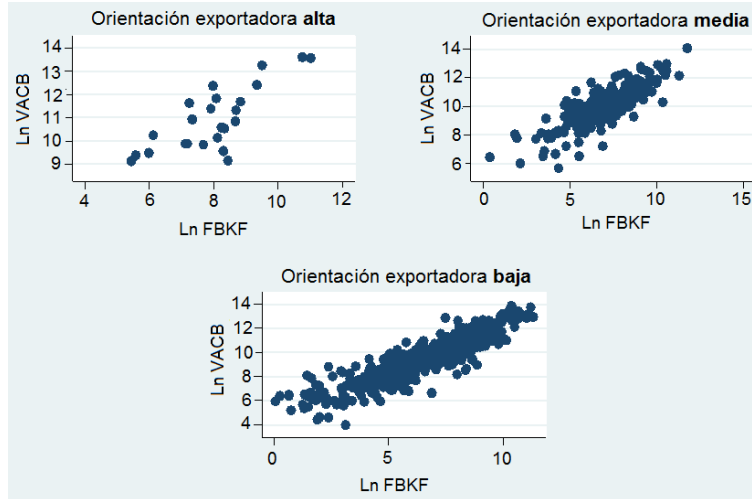 Orientación exportadora alta
14
13
12
11
10
9
Ln VACB
4 6 8 10 12
Ln FBKF
Orientación exportadora media
14
12
10
8
6
Ln VACB
0 5 10 15
Ln FBKF
Orientación exportadora baja
14
12
10
8
6
4
Ln VACB
0 5 10
Ln FBKF